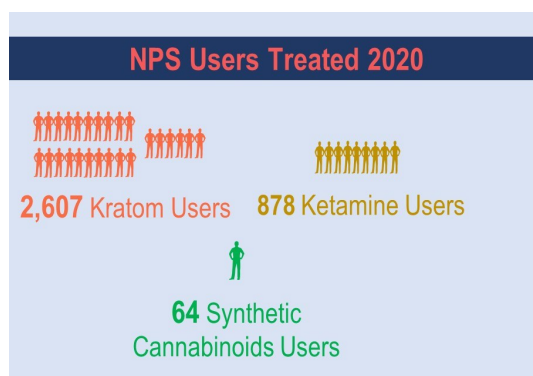 NPS Users Treated 2020
2,607 Kratom Users
878 Ketamine Users
64 Synthetic
Cannabinoids Users